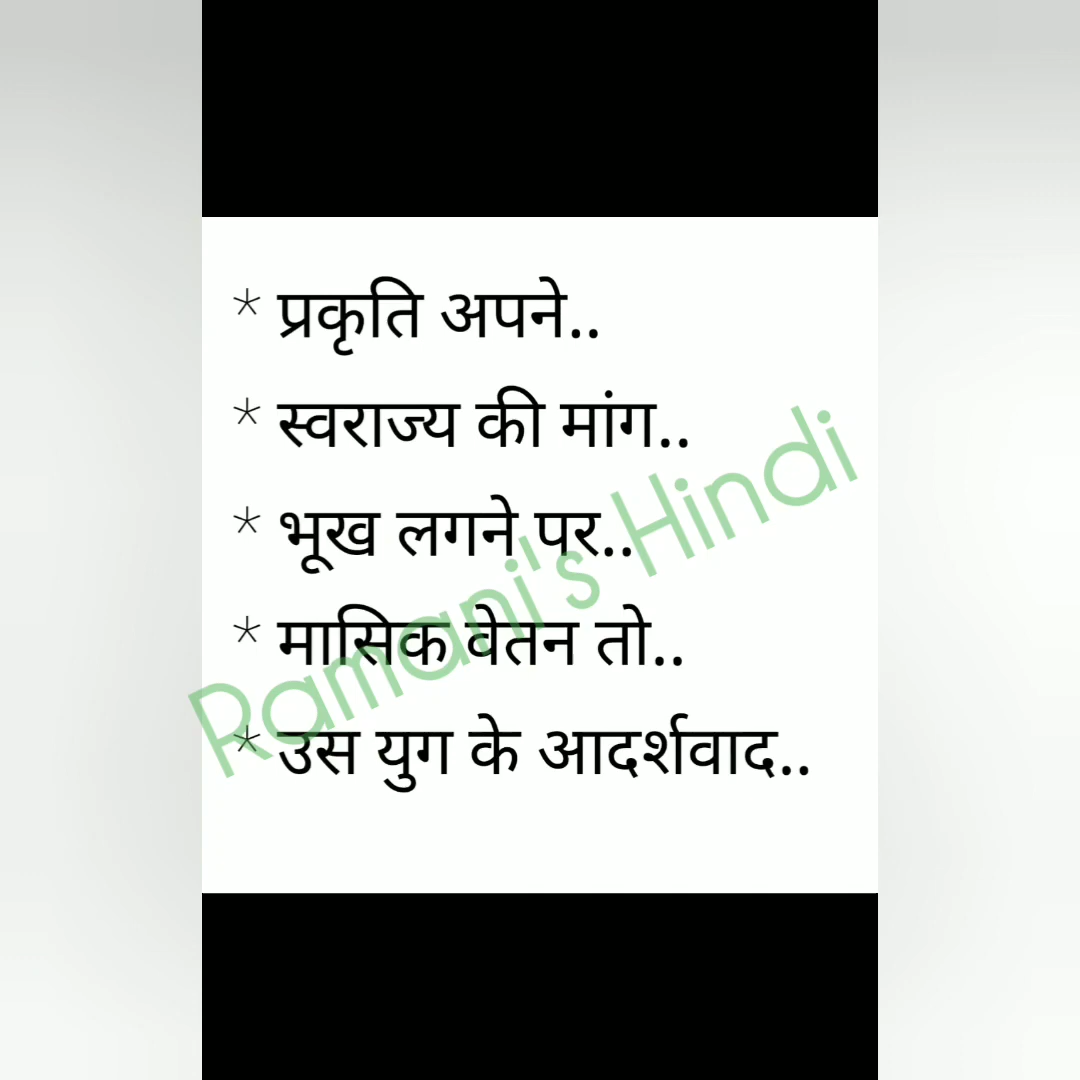 * प्रकृति अपने..
* स्वराज्य की मांग..
* भूख लगने पर..
* मासिक वेतन तो..
* उस युग के आदर्शवाद..
Ramani's Hindi